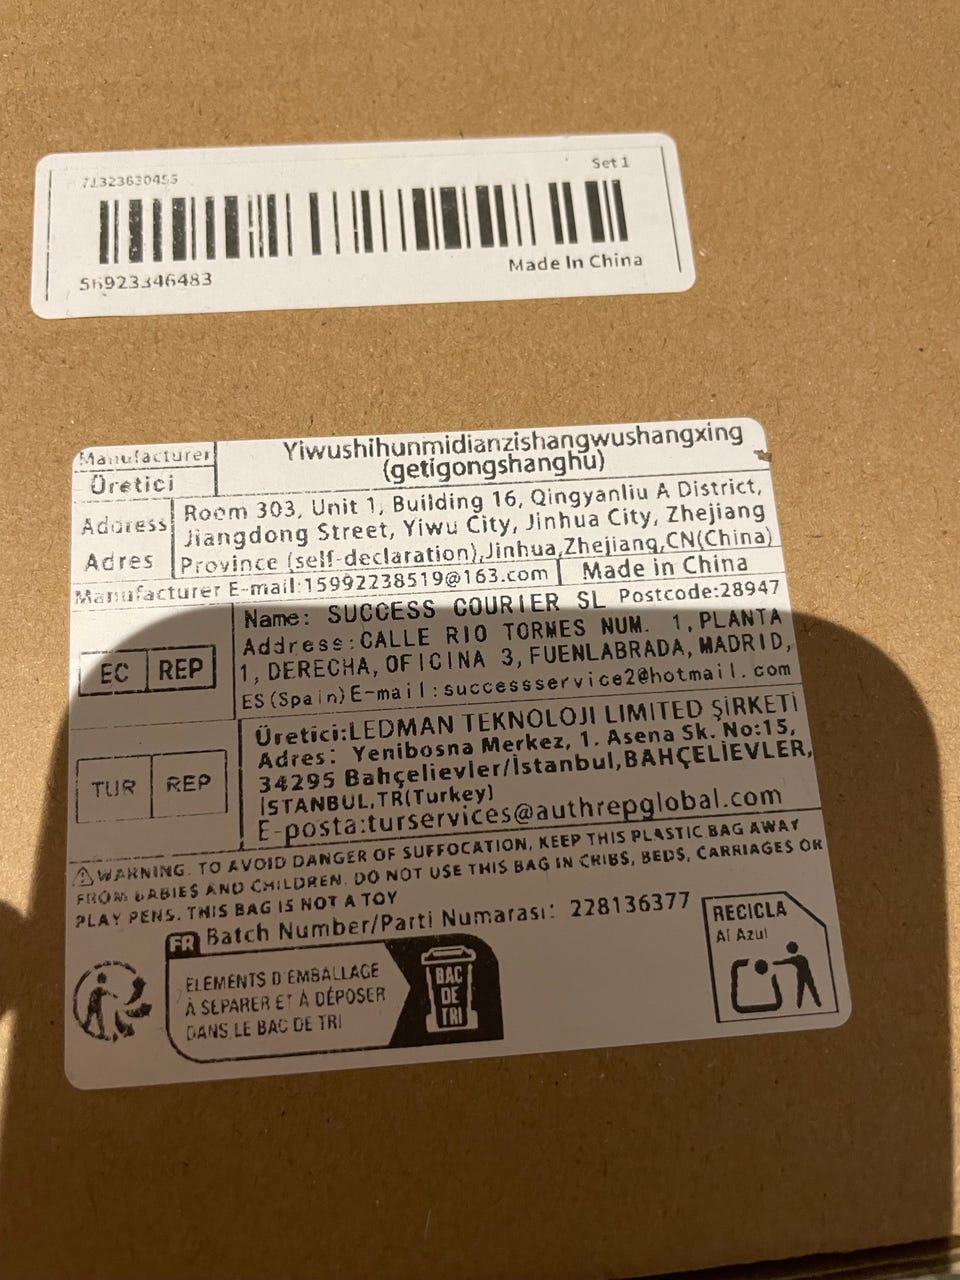 71323630455
Set 1
Made In China
56923346483
Manufacturer
Üretici
Yiwushihunmidianzishangwushangxing
(getigongshanghu)
Address
Adres
Room 303, Unit 1, Building 16, Qingyanliu A District,
Jiangdong Street, Yiwu City, Jinhua City, Zhejiang
Province (self-declaration),Jinhua,Zhejiang,CN(China)
Manufacturer E-mail:15992238519@163.com
Made in China
EC REP
Name: SUCCESS COURIER SL Postcode:28947
Address:CALLE RIO TORMES NUM. 1, PLANTA
1, DERECHA, OFICINA 3, FUENLABRADA, MADRID,
ES(Spain) E-mail:successservice2@hotmail.com
TUR REP
Üretici:LEDMAN TEKNOLOJI LIMITED ŞİRKETİ
Adres: Yenibosna Merkez, 1. Asena Sk. No:15,
34295 Bahçelievler/İstanbul,BAHÇELİEVLER,
İSTANBUL,TR(Turkey)
E-posta:turservices@authrepglobal.com
WARNING. TO AVOID DANGER OF SUFFOCATION, KEEP THIS PLASTIC BAG AWAY
FROM BABIES AND CHILDREN. DO NOT USE THIS BAG IN CRIBS, BEDS, CARRIAGES OR
PLAY PENS. THIS BAG IS NOT A TOY
Batch Number/Parti Numarası: 228136377
FR
ELEMENTS D'EMBALLAGE
À SEPARER ET À DÉPOSER
DANS LE BAC DE TRI
BAC
DE
TRI
RECICLA
Al Azul